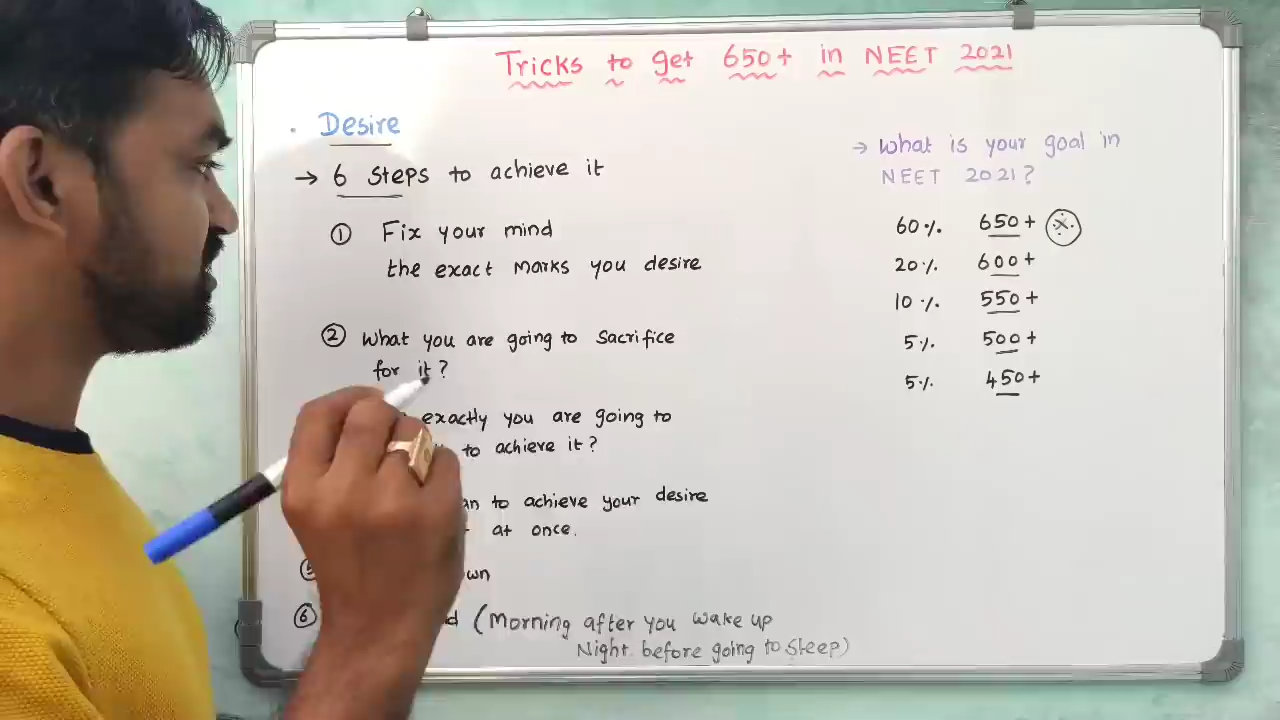 Tricks to get 650+ in NEET 2021
Desire
→ 6 Steps to achieve it
① Fix your mind
the exact marks you desire
② What you are going to Sacrifice
for it?
exactly you are going to
to achieve it?
to achieve your desire
at once.
⑥ (Morning after you wake up
Night before going to sleep)
→ What is your goal in
NEET 2021?
60% 650+
20% 600+
10% 550+
5% 500+
5% 450+